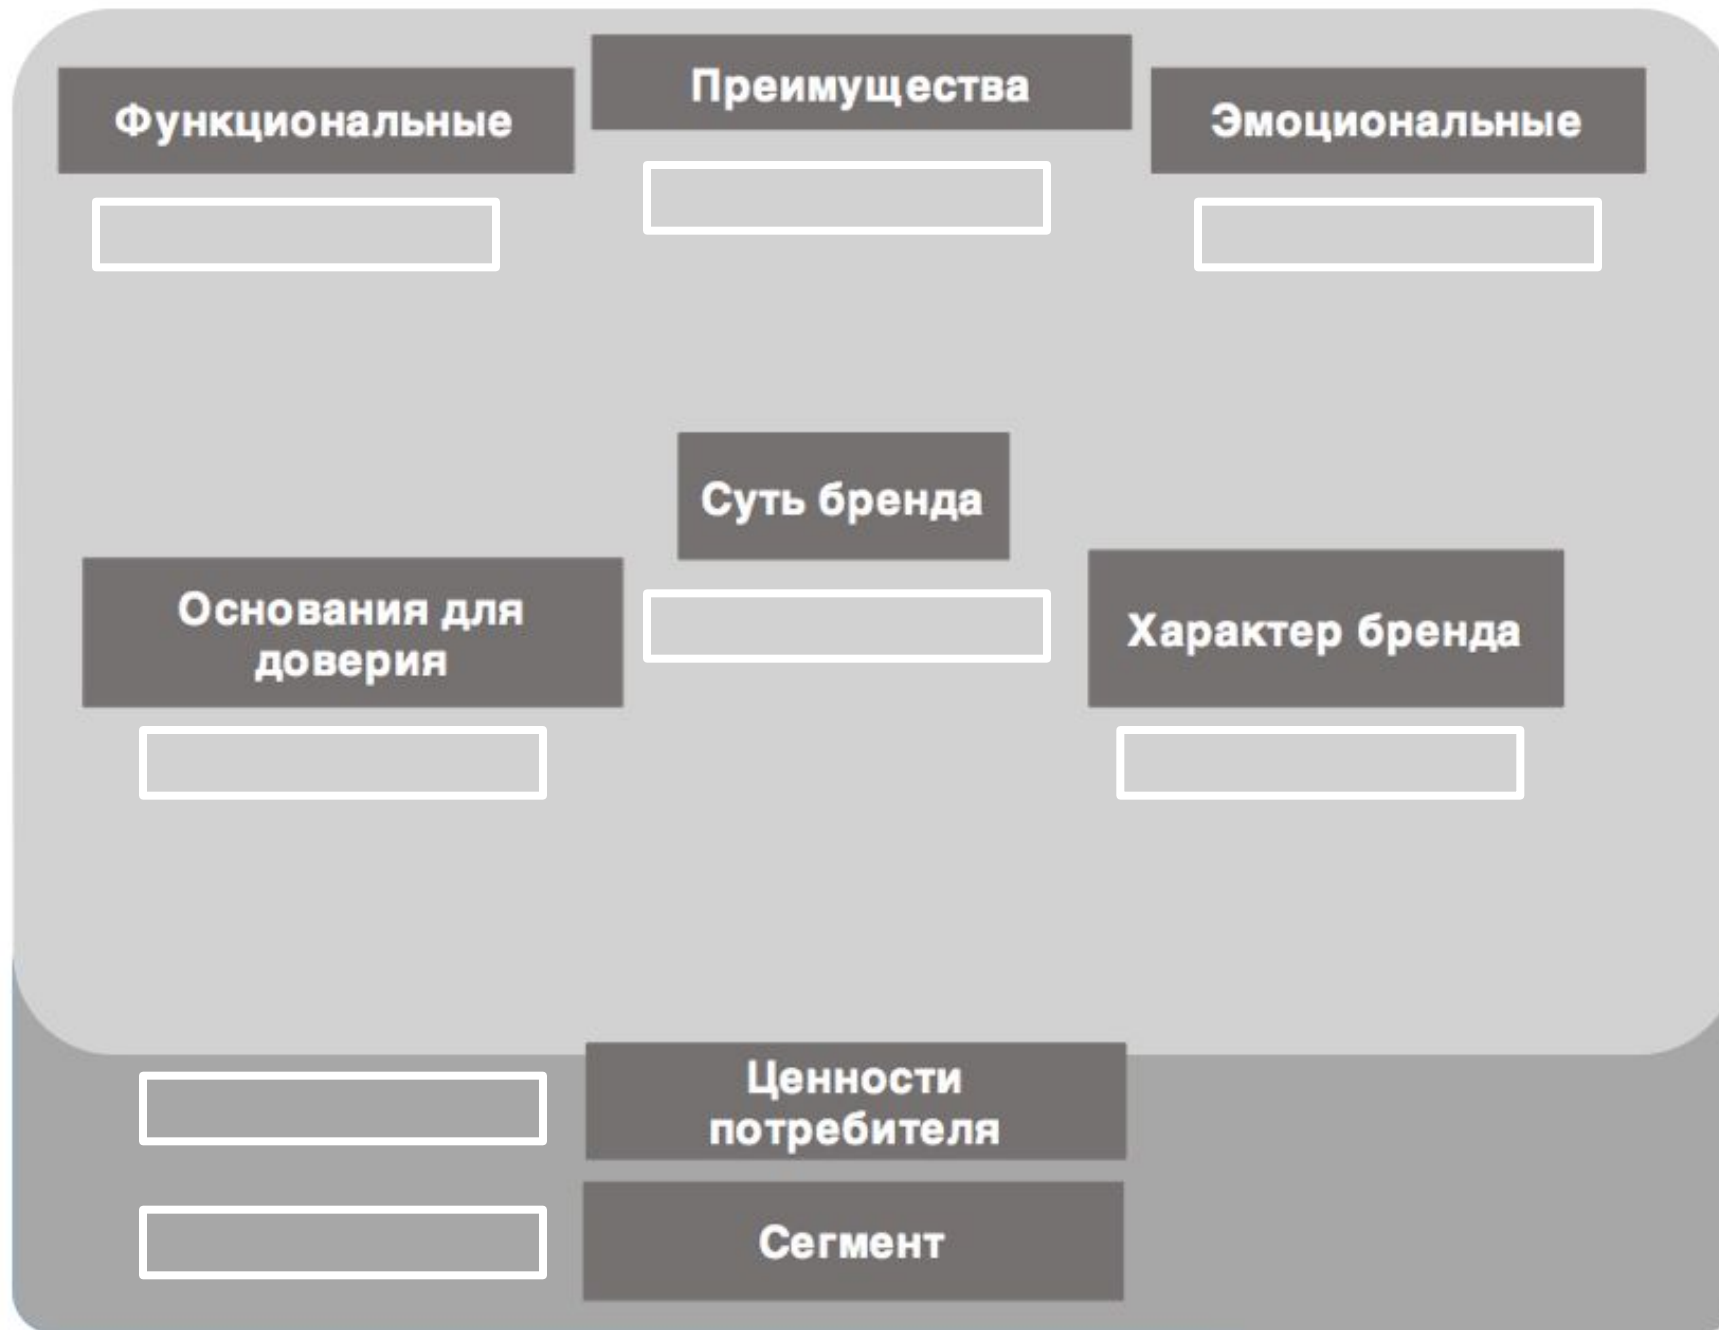 Преимущества
Функциональные
Эмоциональные
Суть бренда
Основания для
доверия
Характер бренда
Ценности
потребителя
Сегмент